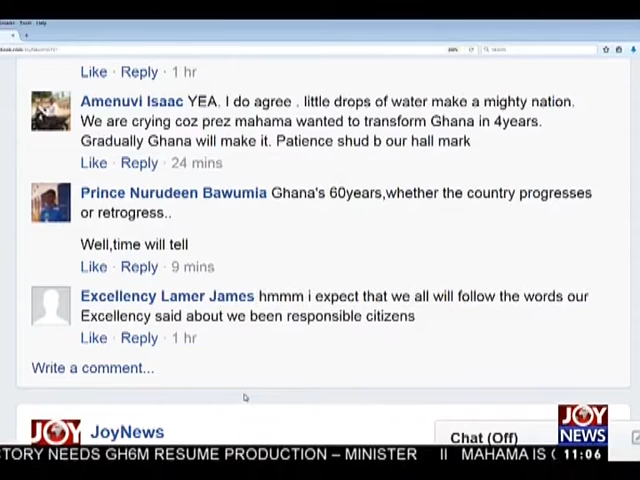 Tools Help
Like · Reply · 1 hr
Amenuvi Isaac YEA. I do agree . little drops of water make a mighty nation.
We are crying coz prez mahama wanted to transform Ghana in 4years.
Gradually Ghana will make it. Patience shud b our hall mark
Like · Reply · 24 mins
Prince Nurudeen Bawumia Ghana's 60years,whether the country progresses
or retrogress..
Well,time will tell
Like · Reply · 9 mins
Excellency Lamer James hmmm i expect that we all will follow the words our
Excellency said about we been responsible citizens
Like · Reply · 1 hr
Write a comment...
JOY
JoyNews
Chat (Off)
JOY
NEWS
CTORY NEEDS GH6M RESUME PRODUCTION – MINISTER II MAHAMA IS
11:06